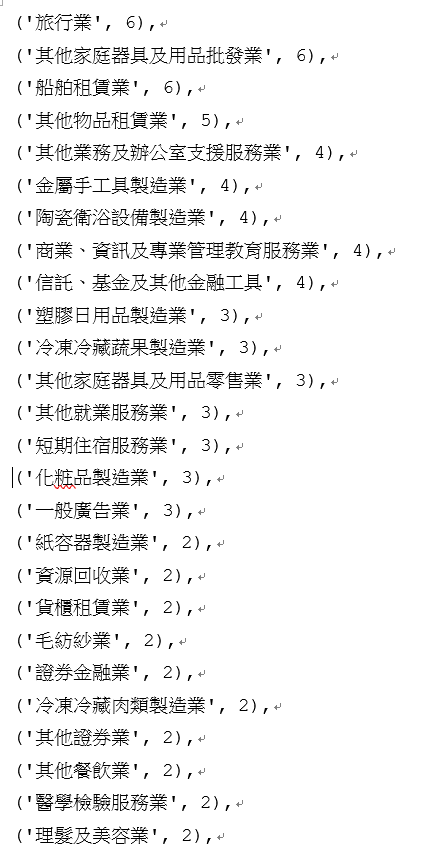 ('旅行業', 6),
('其他家庭器具及用品批發業', 6),
('船舶租賃業', 6),
('其他物品租賃業', 5),
('其他業務及辦公室支援服務業', 4),
('金屬手工具製造業', 4),
('陶瓷衛浴設備製造業', 4),
('商業、資訊及專業管理教育服務業', 4),
('信託、基金及其他金融工具', 4),
('塑膠日用品製造業', 3),
('冷凍冷藏蔬果製造業', 3),
('其他家庭器具及用品零售業', 3),
('其他就業服務業', 3),
('短期住宿服務業', 3),
('化粧品製造業', 3),
('一般廣告業', 3),
('紙容器製造業', 2),
('資源回收業', 2),
('貨櫃租賃業', 2),
('毛紡紗業', 2),
('證券金融業', 2),
('冷凍冷藏肉類製造業', 2),
('其他證券業', 2),
('其他餐飲業', 2),
('醫學檢驗服務業', 2),
('理髮及美容業', 2),